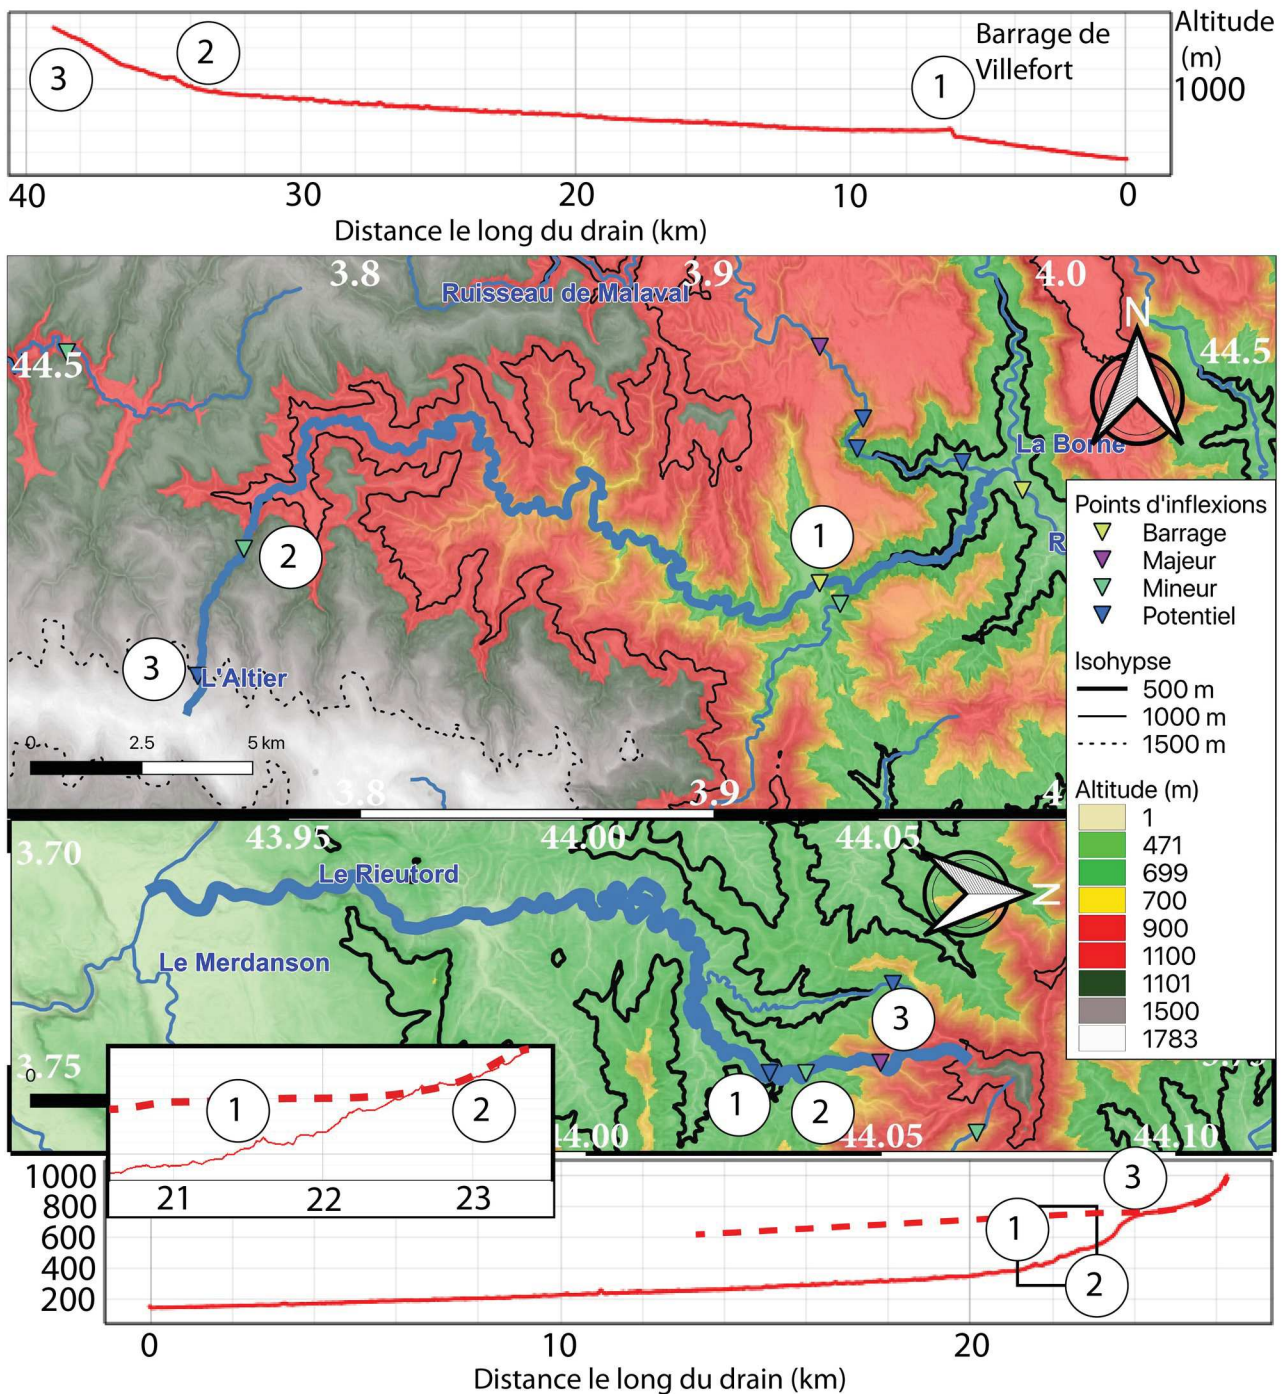 Altitude
(m)
1000
Barrage de
Villefort
3
2
1
40 30 20 10 0
Distance le long du drain (km)
3.8 3.9 4.0
Ruisseau de Malaval
N
44.5 44.5
La Borne
1
2
R
3
L'Altier
0 2.5 5 km
3.8 3.9 4
Points d'inflexions
Barrage
Majeur
Mineur
Potentiel
Isohypse
500 m
1000 m
1500 m
Altitude (m)
1
471
699
700
900
1100
1101
1500
1783
3.70 43.95 44.00 44.05
Le Rieutord
N
Le Merdanson
3
3.75
0
1 2
44.00 44.05 44.10
1 2
21 22 23
1000
800
600
400
200
3
1
2
0 10 20
Distance le long du drain (km)